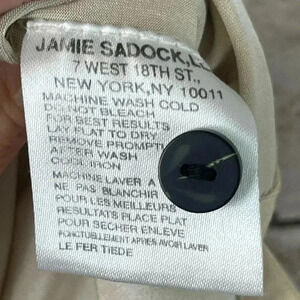 JAMIE SADOCK,
7 WEST 18TH ST.,
NEW YORK, NY 10011
MACHINE WASH COLD
DO NOT BLEACH
FOR BEST RESULTS
LAY FLAT TO DRY
REMOVE
AFTER WASH
COOL IRON
MACHINE LAVER A
NE PAS BLANCHIR
POUR LES MEILLEURS
RESULTATS PLACE PLAT
POUR SECHER ENLEVE
PONCTUELLEMENT APRES AVOIR LAVER
LE FER TIEDE